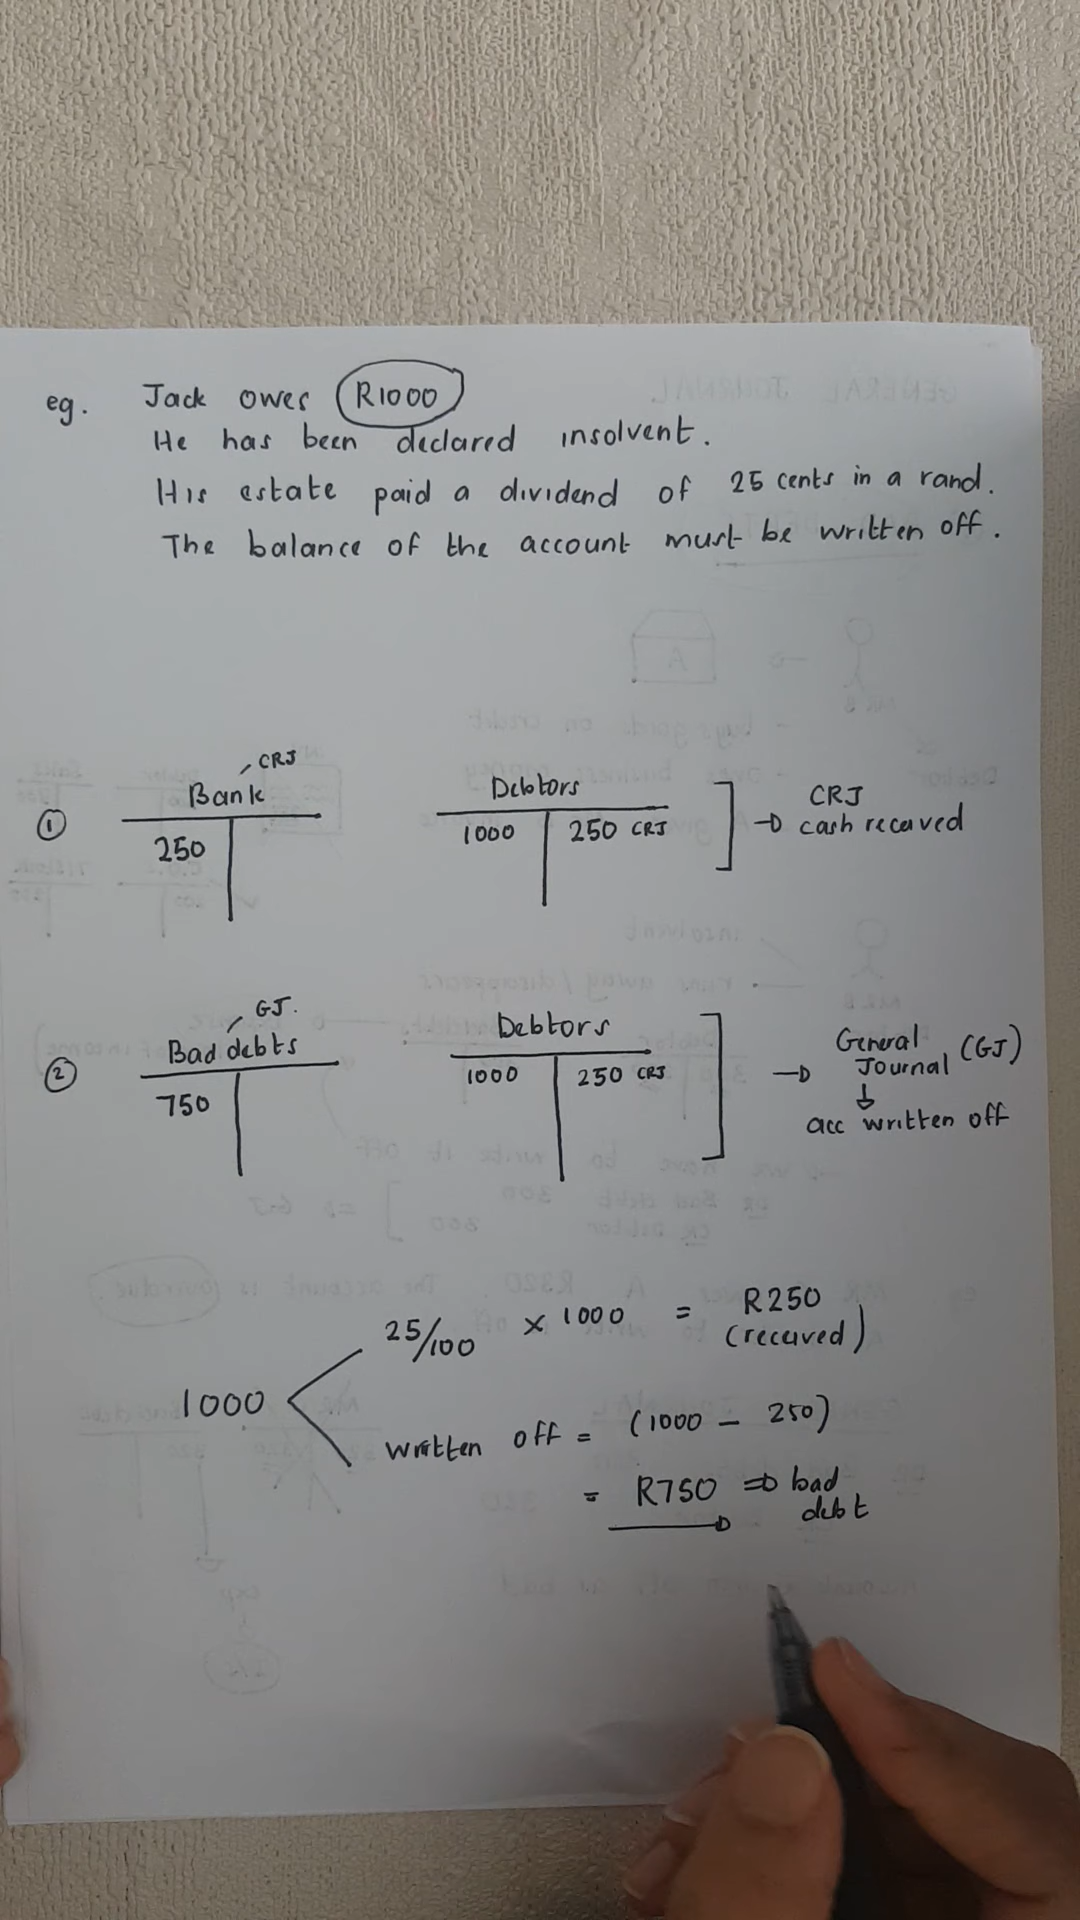 eg. Jack owes R1000
He has been declared insolvent.
His estate paid a dividend of 25 cents in a rand.
The balance of the account must be written off.
CRJ
① Bank
250
Debtors
1000 250 CRJ
→ CRJ
cash received
GJ.
② Bad debts
750
Debtors
1000 250 CRJ
→ General
Journal (GJ)
↓
acc written off
1000
25/100 × 1000 = R250
(received)
written off = (1000 − 250)
= R750 ⇒ bad
debt